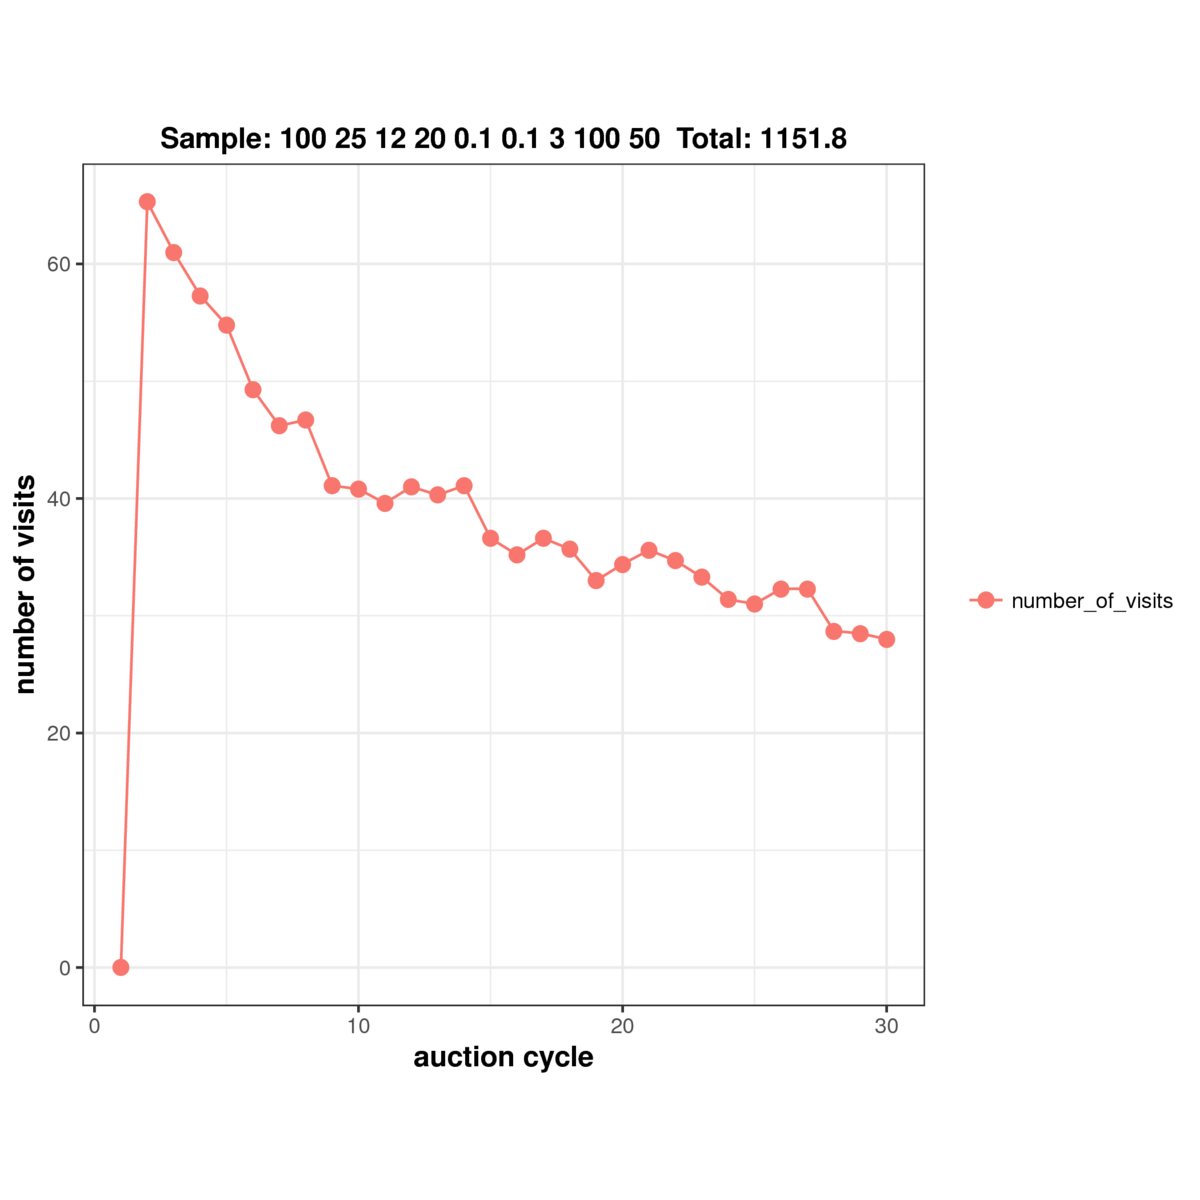 Sample: 100 25 12 20 0.1 0.1 3 100 50  Total: 1151.8
number of visits
60
40
20
0
0 10 20 30
auction cycle
number_of_visits